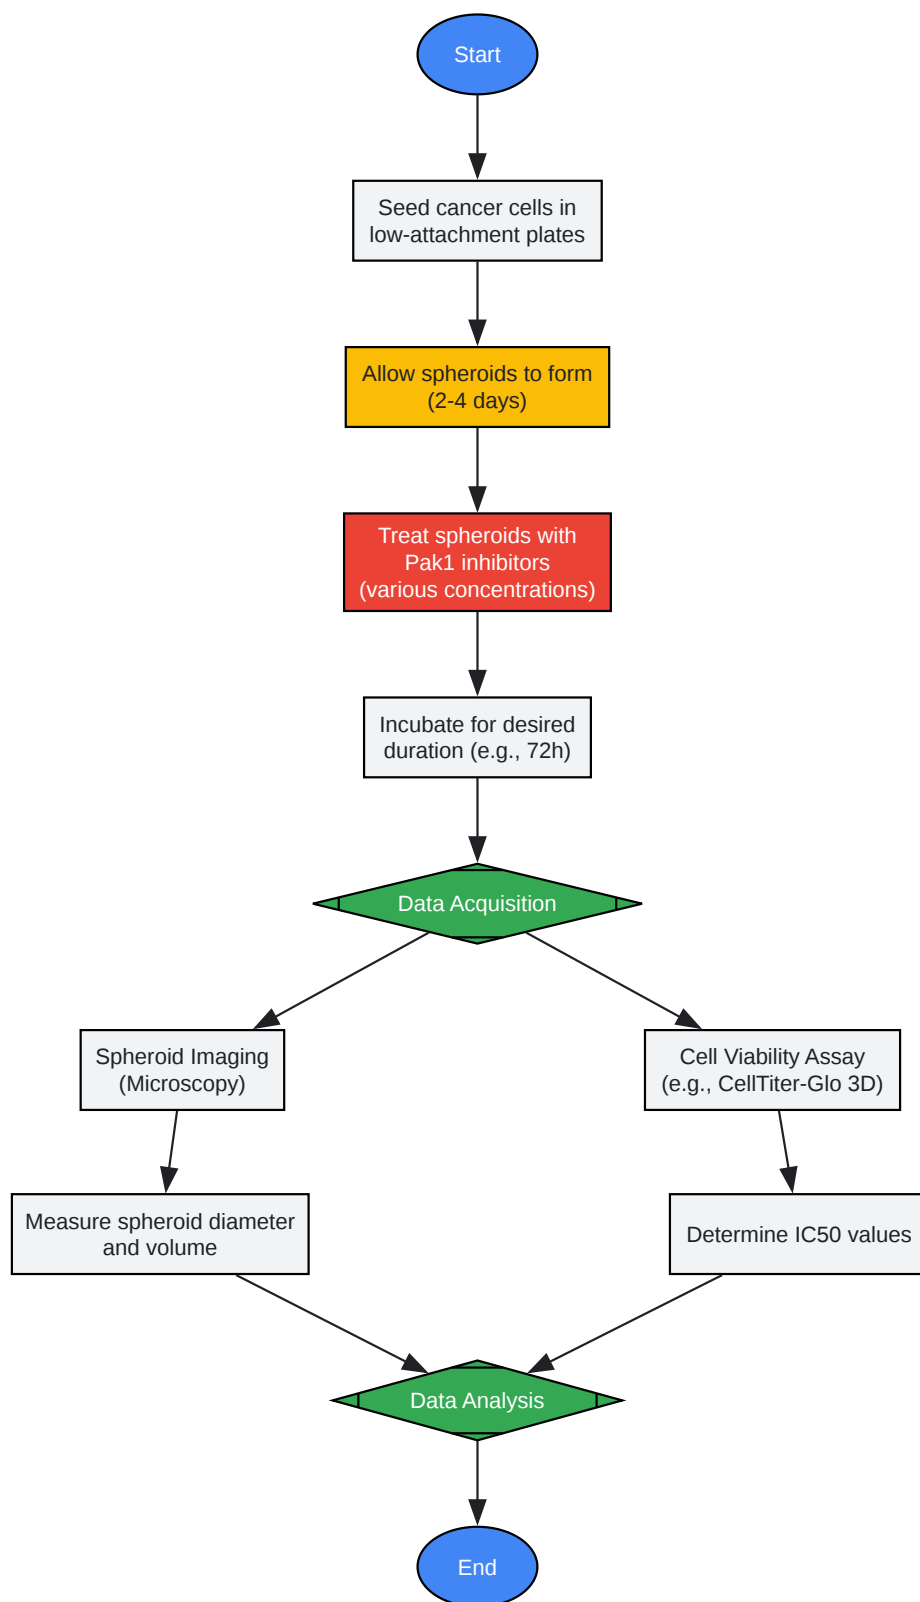 Start
Seed cancer cells in
low-attachment plates
Allow spheroids to form
(2-4 days)
Treat spheroids with
Pak1 inhibitors
(various concentrations)
Incubate for desired
duration (e.g., 72h)
Data Acquisition
Spheroid Imaging
(Microscopy)
Cell Viability Assay
(e.g., CellTiter-Glo 3D)
Measure spheroid diameter
and volume
Determine IC50 values
Data Analysis
End